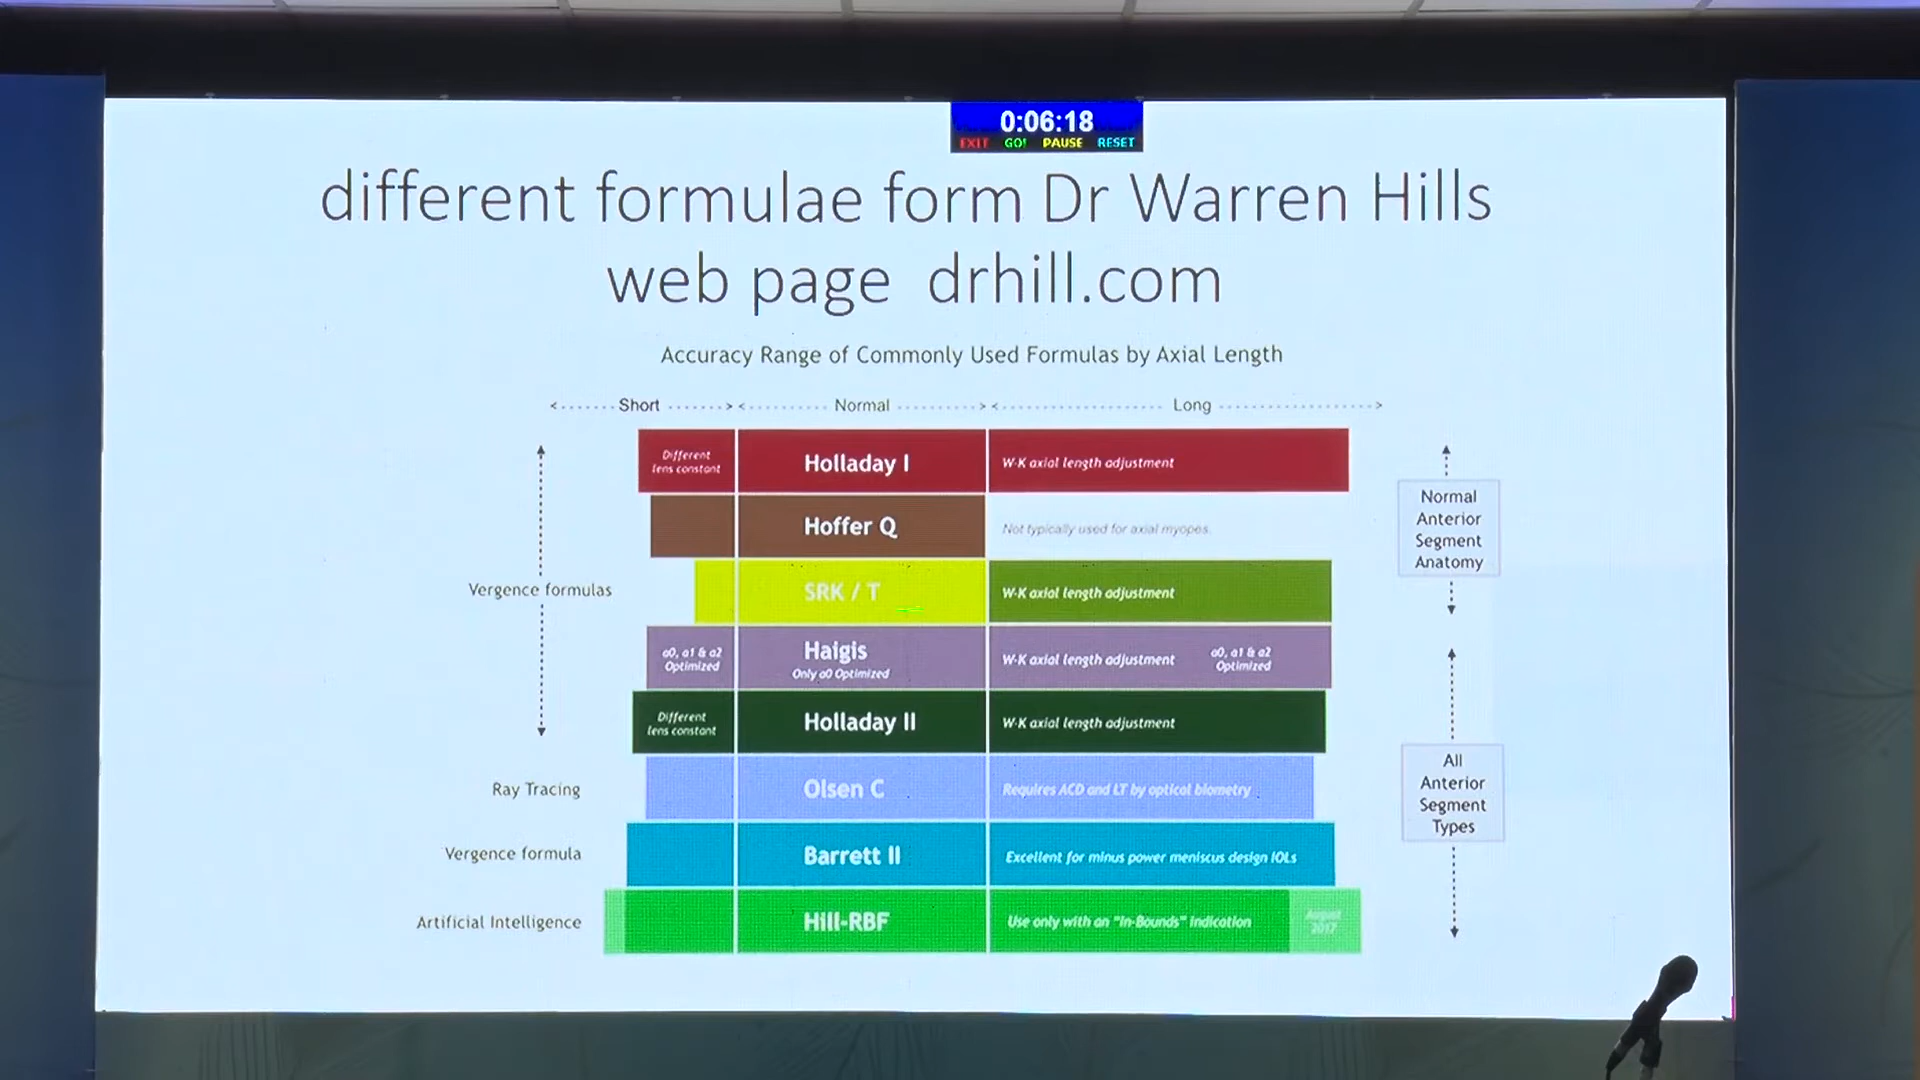 0:06:18
EXIT GO! PAUSE RESET
different formulae form Dr Warren Hills
web page drhill.com
Accuracy Range of Commonly Used Formulas by Axial Length
Short Normal Long
Different
lens constant
Holladay I
W-K axial length adjustment
Hoffer Q
Not typically used for axial myopes.
SRK / T
W-K axial length adjustment
a0, a1 & a2
Optimized
Haigis
Only a0 Optimized
W-K axial length adjustment
a0, a1 & a2
Optimized
Different
lens constant
Holladay II
W-K axial length adjustment
Olsen C
Requires ACD and LT by optical biometry
Barrett II
Excellent for minus power meniscus design IOLs
Hill-RBF
Use only with an "In-Bounds" indication
August
2017
Vergence formulas
Ray Tracing
Vergence formula
Artificial Intelligence
Normal
Anterior
Segment
Anatomy
All
Anterior
Segment
Types